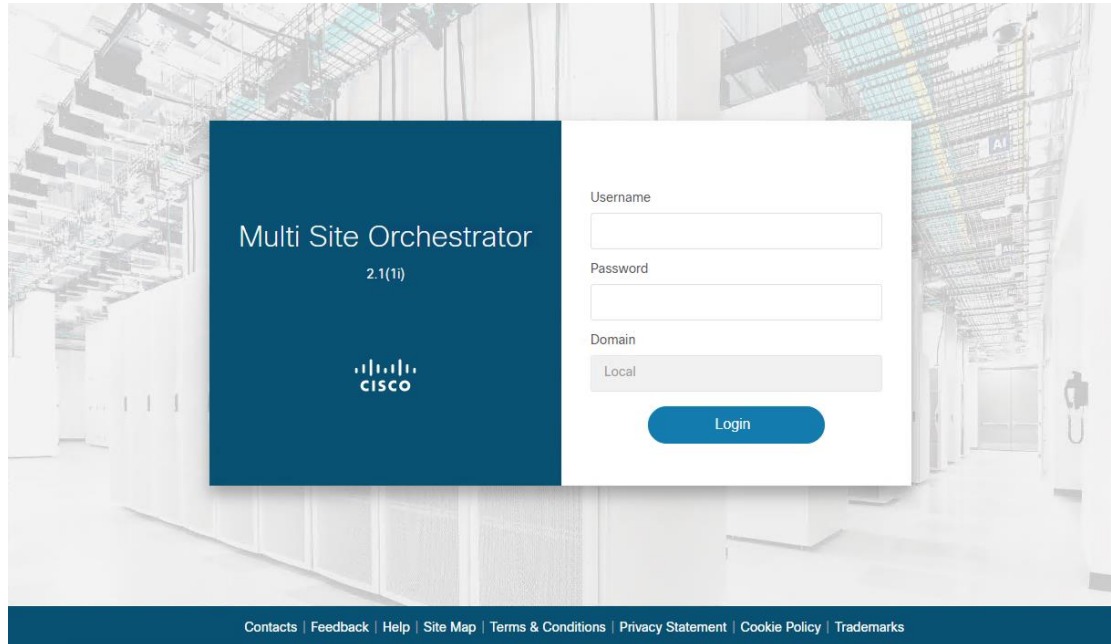 Multi Site Orchestrator
2.1(1i)
CISCO
Username
Password
Domain
Local
Login
AI
Contacts | Feedback | Help | Site Map | Terms & Conditions | Privacy Statement | Cookie Policy | Trademarks